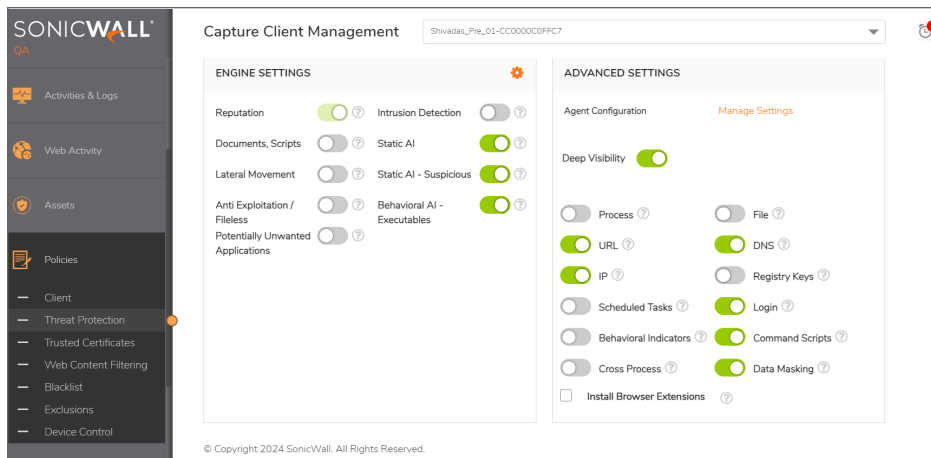 SONICWALL
QA
Capture Client Management
Shivadas_Pre_01-CC0000C0FFC7
Activities & Logs
Web Activity
Assets
Policies
Client
Threat Protection
Trusted Certificates
Web Content Filtering
Blacklist
Exclusions
Device Control
ENGINE SETTINGS
Reputation ? Intrusion Detection ?
Documents, Scripts ? Static AI ?
Lateral Movement ? Static AI - Suspicious ?
Anti Exploitation / ? Behavioral AI - ?
Fileless Executables
Potentially Unwanted ?
Applications
ADVANCED SETTINGS
Agent Configuration Manage Settings
Deep Visibility
Process ? File ?
URL ? DNS ?
IP ? Registry Keys ?
Scheduled Tasks ? Login ?
Behavioral Indicators ? Command Scripts ?
Cross Process ? Data Masking ?
Install Browser Extensions ?
© Copyright 2024 SonicWall. All Rights Reserved.